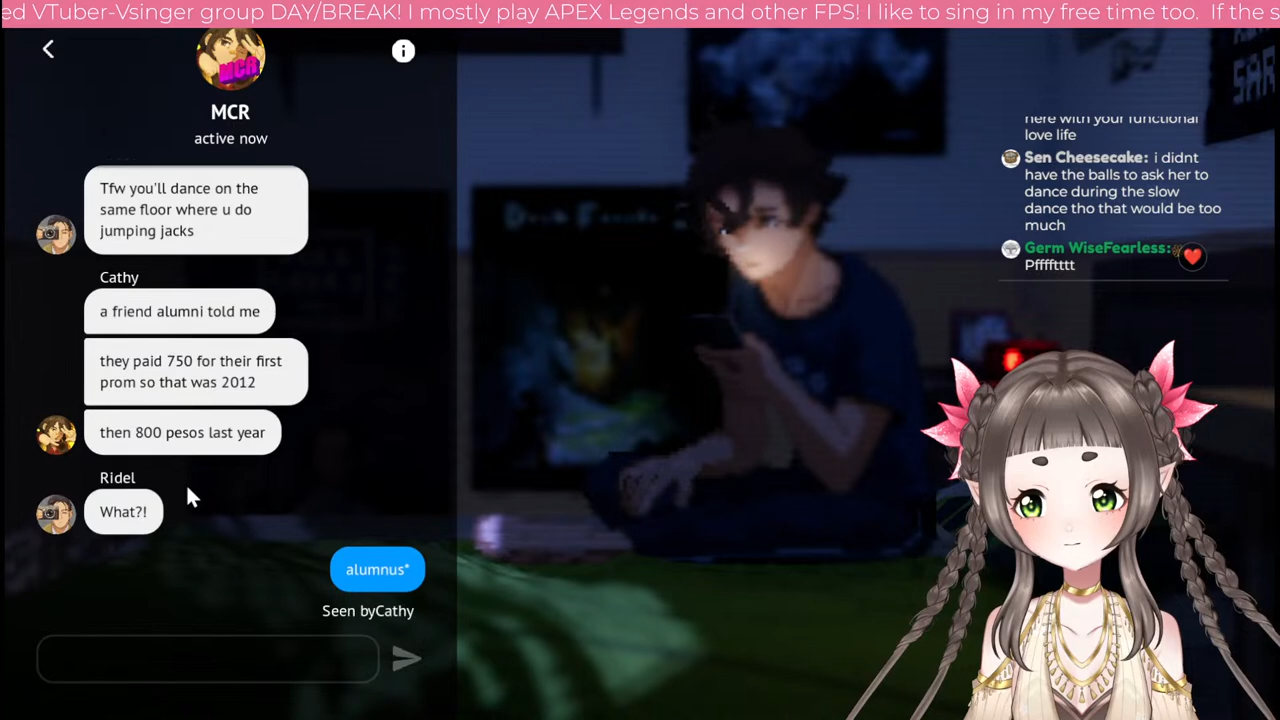 ed VTuber-Vsinger group DAY/BREAK! I mostly play APEX Legends and other FPS! I like to sing in my free time too. If the s
MCR
MCR
active now
Tfw you'll dance on the
same floor where u do
jumping jacks
Cathy
a friend alumni told me
they paid 750 for their first
prom so that was 2012
then 800 pesos last year
Ridel
What?!
alumnus*
Seen byCathy
here with your functional
love life
Sen Cheesecake: i didnt
have the balls to ask her to
dance during the slow
dance tho that would be too
much
Germ WiseFearless:
Pfffftttt
SAR